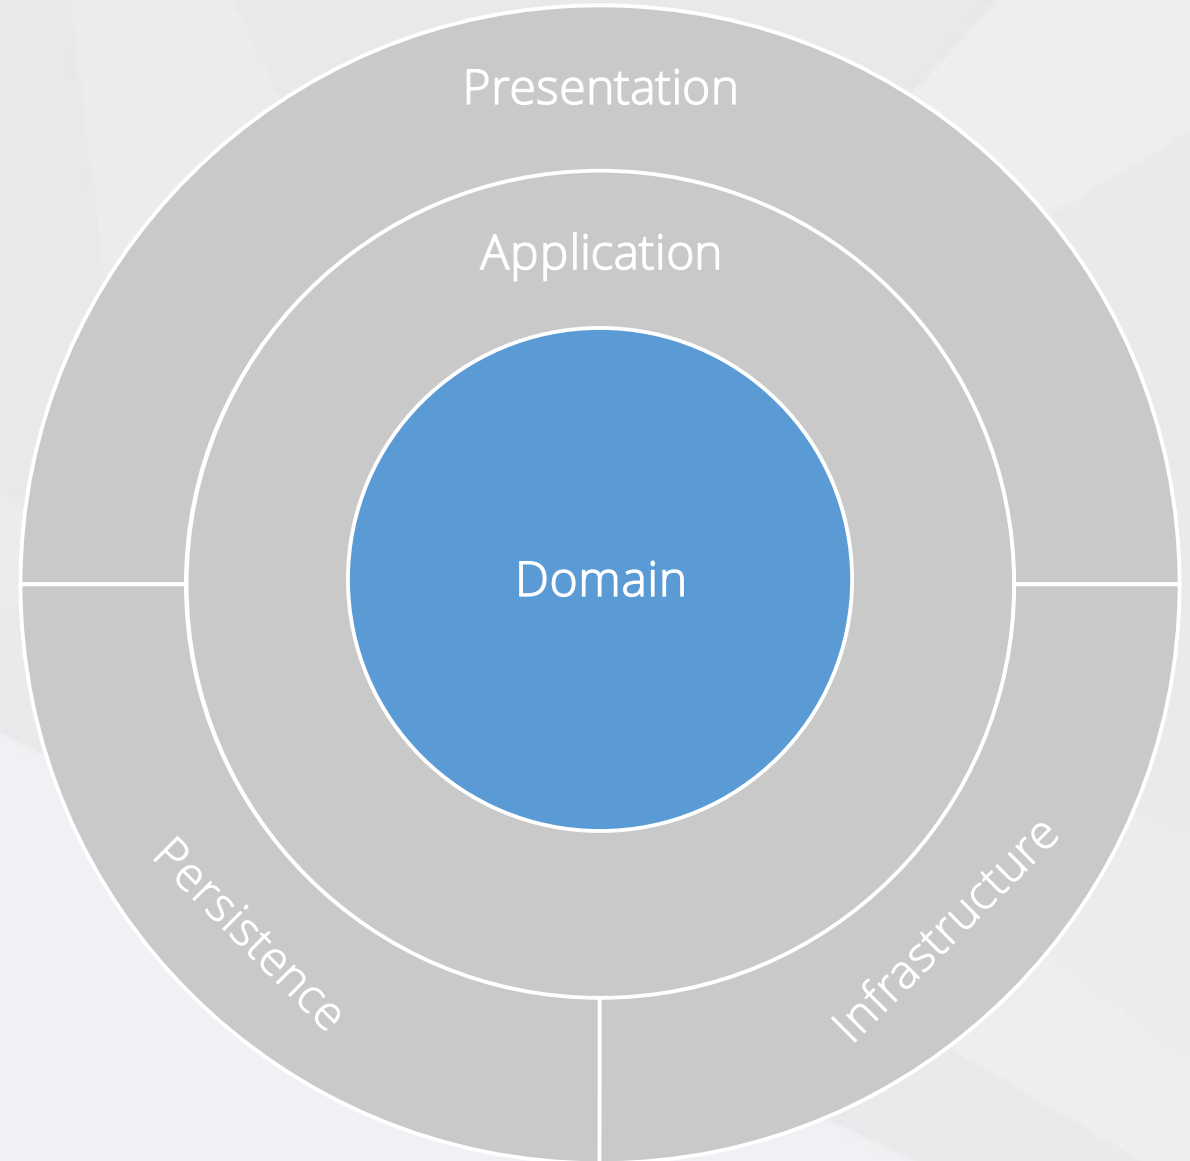 Presentation
Application
Domain
Persistence
Infrastructure